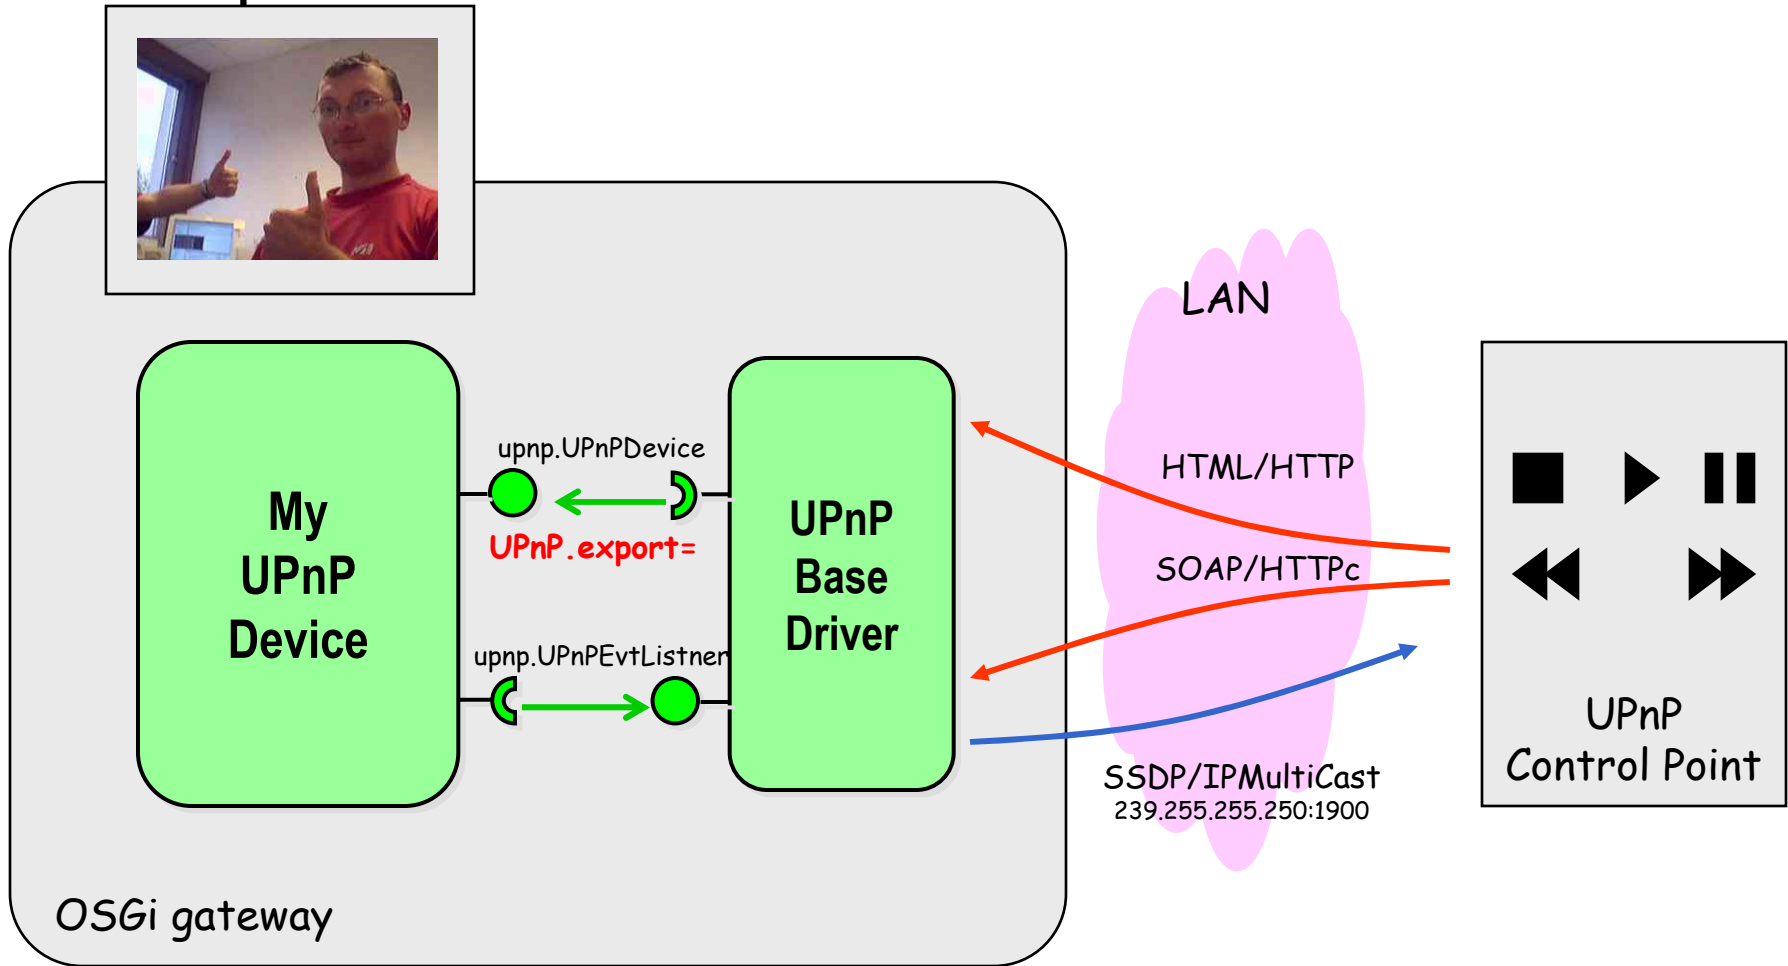 LAN
upnp.UPnPDevice
UPnP.export=
My
UPnP
Device
UPnP
Base
Driver
upnp.UPnPEvtListner
HTML/HTTP
SOAP/HTTPc
SSDP/IPMultiCast
239.255.255.250:1900
UPnP
Control Point
OSGi gateway